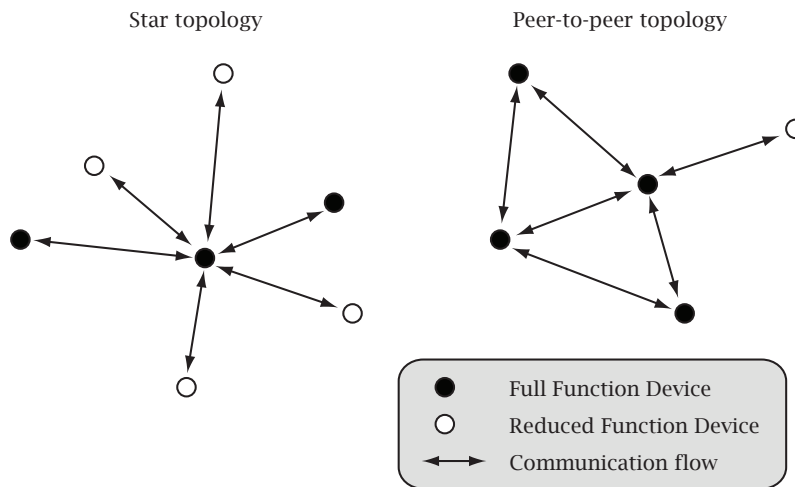 Star topology
Peer-to-peer topology
Full Function Device
Reduced Function Device
Communication flow